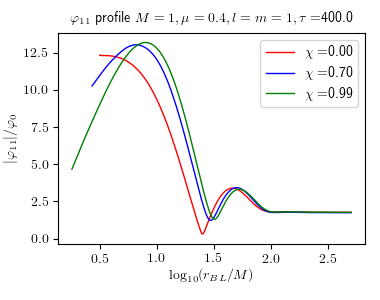 φ₁₁ profile M = 1, μ = 0.4, l = m = 1, τ =400.0
χ =0.00
χ =0.70
χ =0.99
|φ₁₁|/φ₀
12.5
10.0
7.5
5.0
2.5
0.0
0.5
1.0
1.5
2.0
2.5
log₁₀(r_{BL}/M)